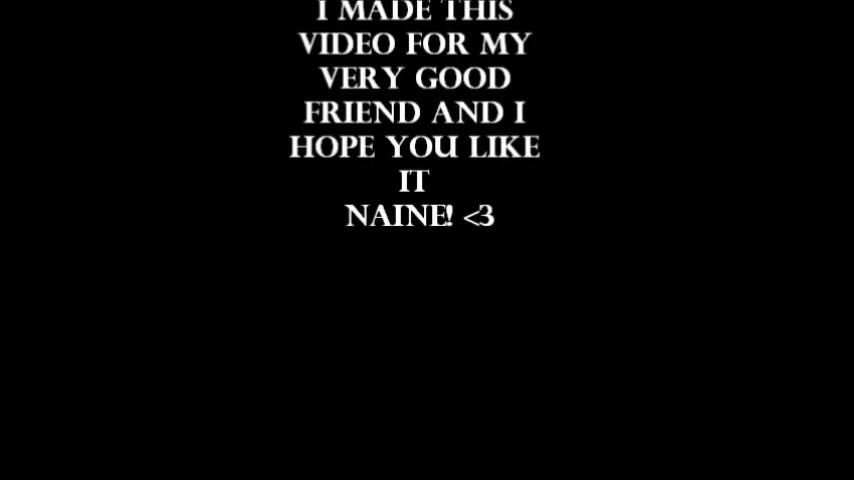 I MADE THIS
VIDEO FOR MY
VERY GOOD
FRIEND AND I
HOPE YOU LIKE
IT
NAINE! <3